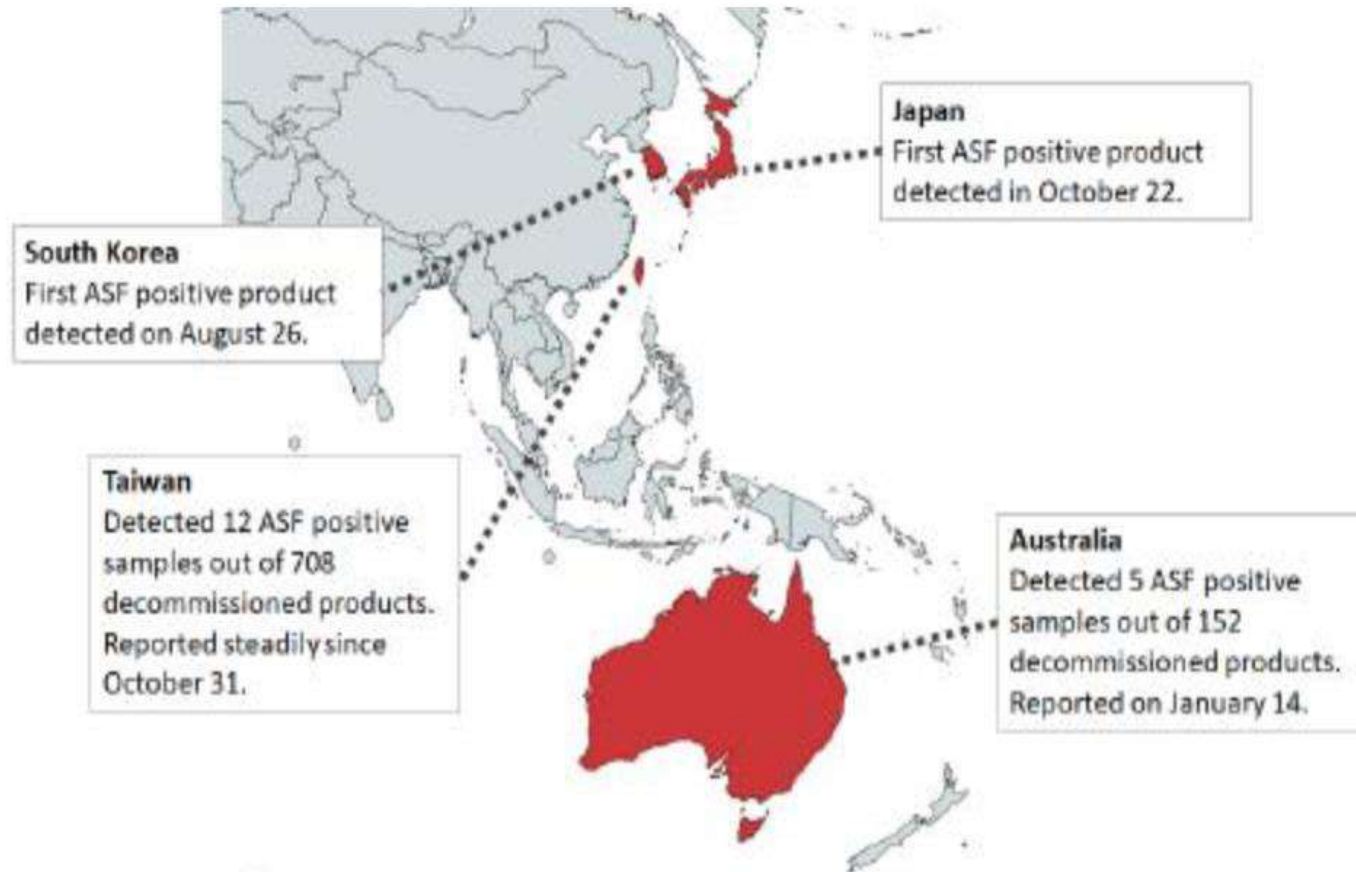 Japan
First ASF positive product
detected in October 22.
South Korea
First ASF positive product
detected on August 26.
Taiwan
Detected 12 ASF positive
samples out of 708
decommissioned products.
Reported steadily since
October 31.
Australia
Detected 5 ASF positive
samples out of 152
decommissioned products.
Reported on January 14.